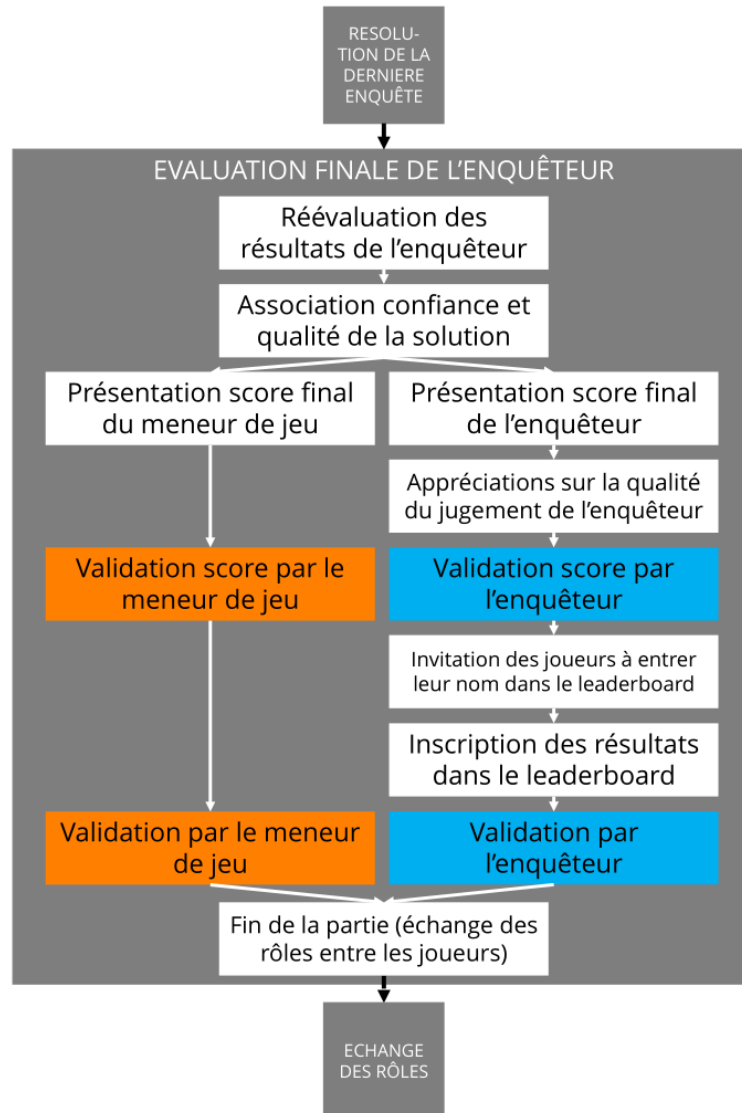 RESOLU-
TION DE LA
DERNIERE
ENQUÊTE
EVALUATION FINALE DE L’ENQUÊTEUR
Réévaluation des
résultats de l’enquêteur
Association confiance et
qualité de la solution
Présentation score final
du meneur de jeu
Présentation score final
de l’enquêteur
Appréciations sur la qualité
du jugement de l’enquêteur
Validation score par le
meneur de jeu
Validation score par
l’enquêteur
Invitation des joueurs à entrer
leur nom dans le leaderboard
Inscription des résultats
dans le leaderboard
Validation par le meneur
de jeu
Validation par
l’enquêteur
Fin de la partie (échange des
rôles entre les joueurs)
ECHANGE
DES RÔLES